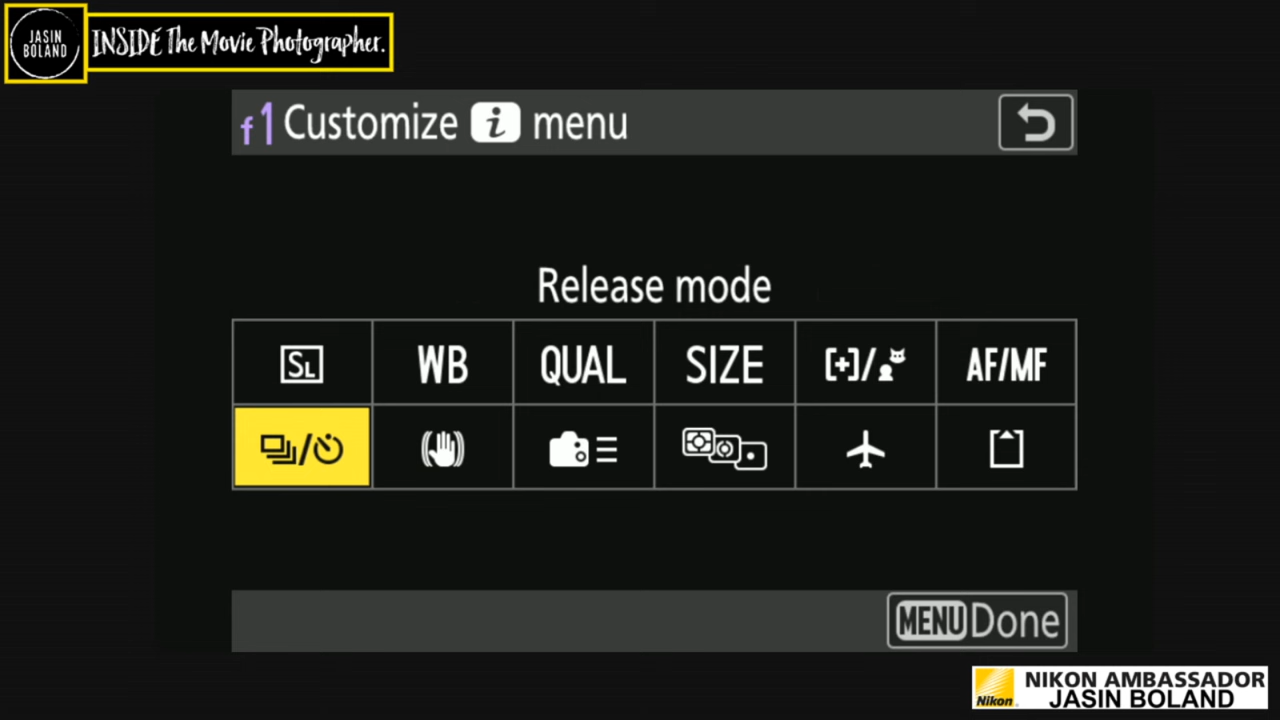 JASIN
BOLAND
INSIDE The Movie Photographer.
f1 Customize i menu
Release mode
SL WB QUAL SIZE [+]/ AF/MF
MENU Done
Nikon
NIKON AMBASSADOR
JASIN BOLAND